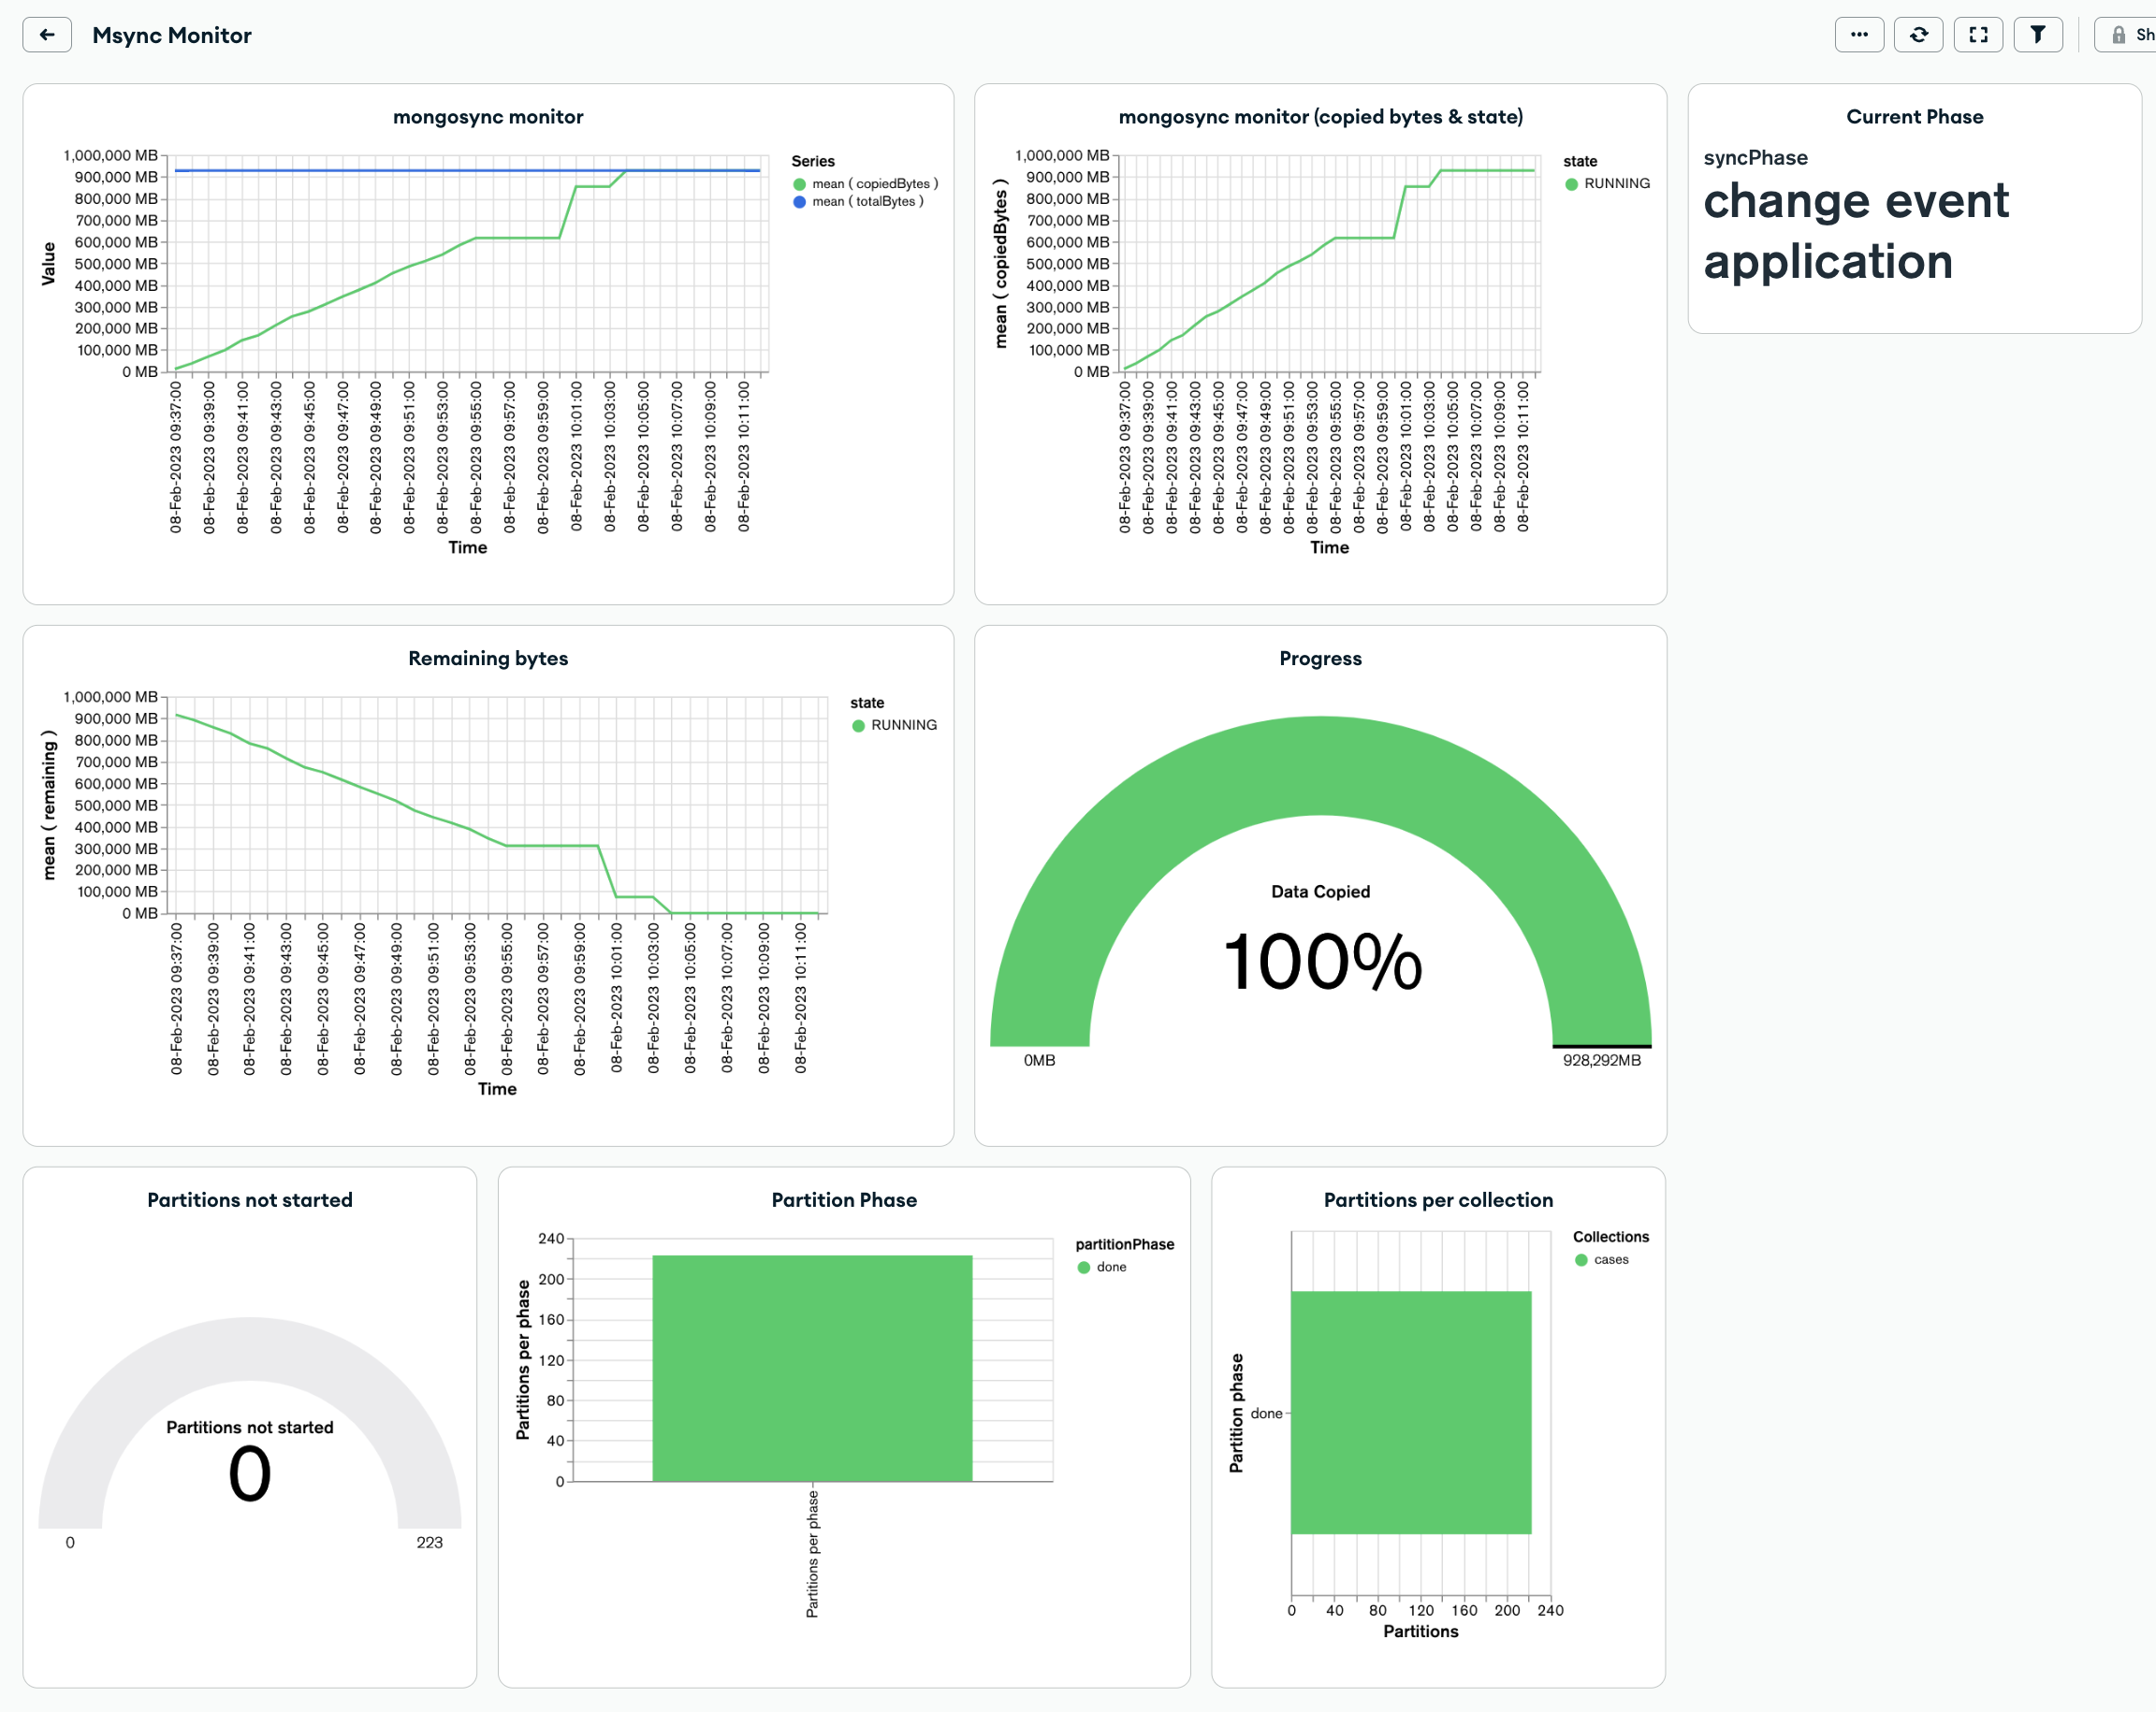 Msync Monitor
Sh
mongosync monitor
1,000,000 MB
900,000 MB
800,000 MB
700,000 MB
600,000 MB
500,000 MB
400,000 MB
300,000 MB
200,000 MB
100,000 MB
0 MB
Value
08-Feb-2023 09:37:00
08-Feb-2023 09:39:00
08-Feb-2023 09:41:00
08-Feb-2023 09:43:00
08-Feb-2023 09:45:00
08-Feb-2023 09:47:00
08-Feb-2023 09:49:00
08-Feb-2023 09:51:00
08-Feb-2023 09:53:00
08-Feb-2023 09:55:00
08-Feb-2023 09:57:00
08-Feb-2023 09:59:00
08-Feb-2023 10:01:00
08-Feb-2023 10:03:00
08-Feb-2023 10:05:00
08-Feb-2023 10:07:00
08-Feb-2023 10:09:00
08-Feb-2023 10:11:00
Time
Series
mean ( copiedBytes )
mean ( totalBytes )
mongosync monitor (copied bytes & state)
1,000,000 MB
900,000 MB
800,000 MB
700,000 MB
600,000 MB
500,000 MB
400,000 MB
300,000 MB
200,000 MB
100,000 MB
0 MB
mean ( copiedBytes )
08-Feb-2023 09:37:00
08-Feb-2023 09:39:00
08-Feb-2023 09:41:00
08-Feb-2023 09:43:00
08-Feb-2023 09:45:00
08-Feb-2023 09:47:00
08-Feb-2023 09:49:00
08-Feb-2023 09:51:00
08-Feb-2023 09:53:00
08-Feb-2023 09:55:00
08-Feb-2023 09:57:00
08-Feb-2023 09:59:00
08-Feb-2023 10:01:00
08-Feb-2023 10:03:00
08-Feb-2023 10:05:00
08-Feb-2023 10:07:00
08-Feb-2023 10:09:00
08-Feb-2023 10:11:00
Time
state
RUNNING
Current Phase
syncPhase
change event
application
Remaining bytes
1,000,000 MB
900,000 MB
800,000 MB
700,000 MB
600,000 MB
500,000 MB
400,000 MB
300,000 MB
200,000 MB
100,000 MB
0 MB
mean ( remaining )
08-Feb-2023 09:37:00
08-Feb-2023 09:39:00
08-Feb-2023 09:41:00
08-Feb-2023 09:43:00
08-Feb-2023 09:45:00
08-Feb-2023 09:47:00
08-Feb-2023 09:49:00
08-Feb-2023 09:51:00
08-Feb-2023 09:53:00
08-Feb-2023 09:55:00
08-Feb-2023 09:57:00
08-Feb-2023 09:59:00
08-Feb-2023 10:01:00
08-Feb-2023 10:03:00
08-Feb-2023 10:05:00
08-Feb-2023 10:07:00
08-Feb-2023 10:09:00
08-Feb-2023 10:11:00
Time
state
RUNNING
Progress
Data Copied
100%
0MB
928,292MB
Partitions not started
Partitions not started
0
0
223
Partition Phase
240
200
160
120
80
40
0
Partitions per phase
Partitions per phase
partitionPhase
done
Partitions per collection
Partition phase
done
0
40
80
120
160
200
240
Partitions
Collections
cases